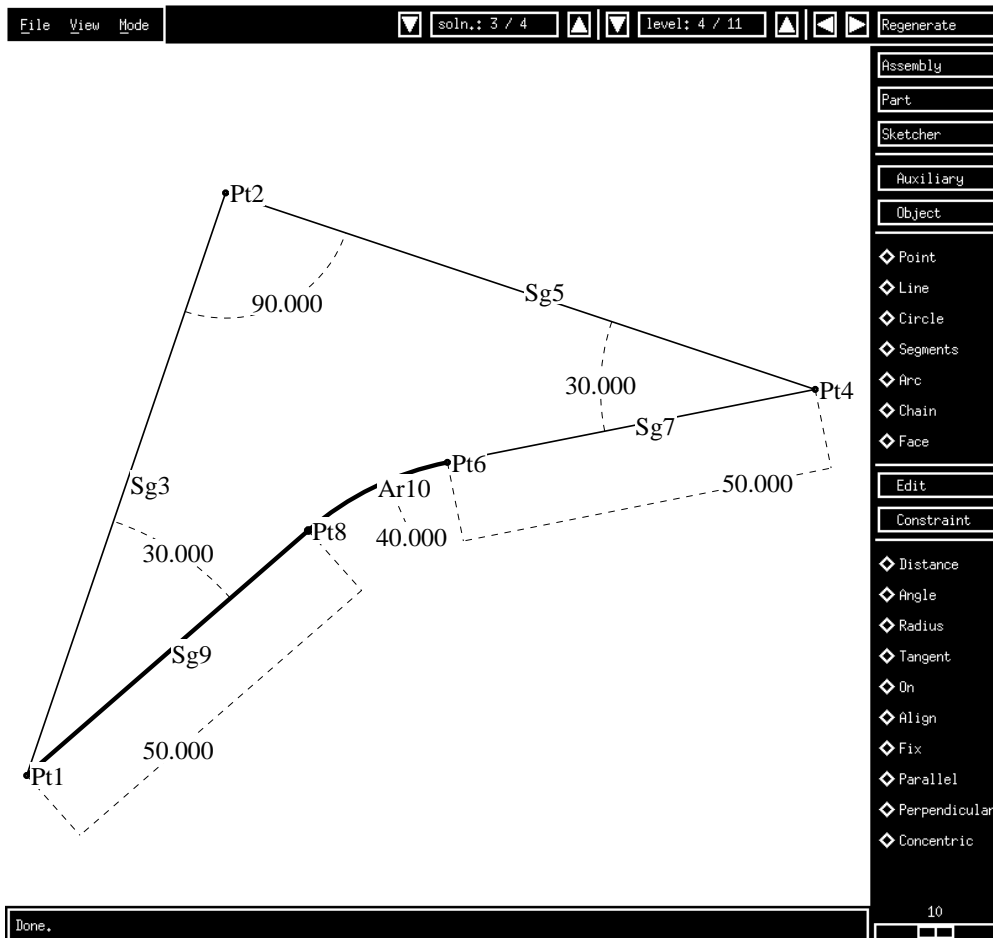 File View Mode
soln.: 3 / 4
level: 4 / 11
Regenerate
Assembly
Part
Sketcher
Auxiliary
Object
Point
Line
Circle
Segments
Arc
Chain
Face
Edit
Constraint
Distance
Angle
Radius
Tangent
On
Align
Fix
Parallel
Perpendicular
Concentric
10
Pt2
90.000
Sg5
30.000
Pt4
Sg7
Sg3
Pt6
Ar10
50.000
Pt8
40.000
30.000
Sg9
50.000
Pt1
Done.